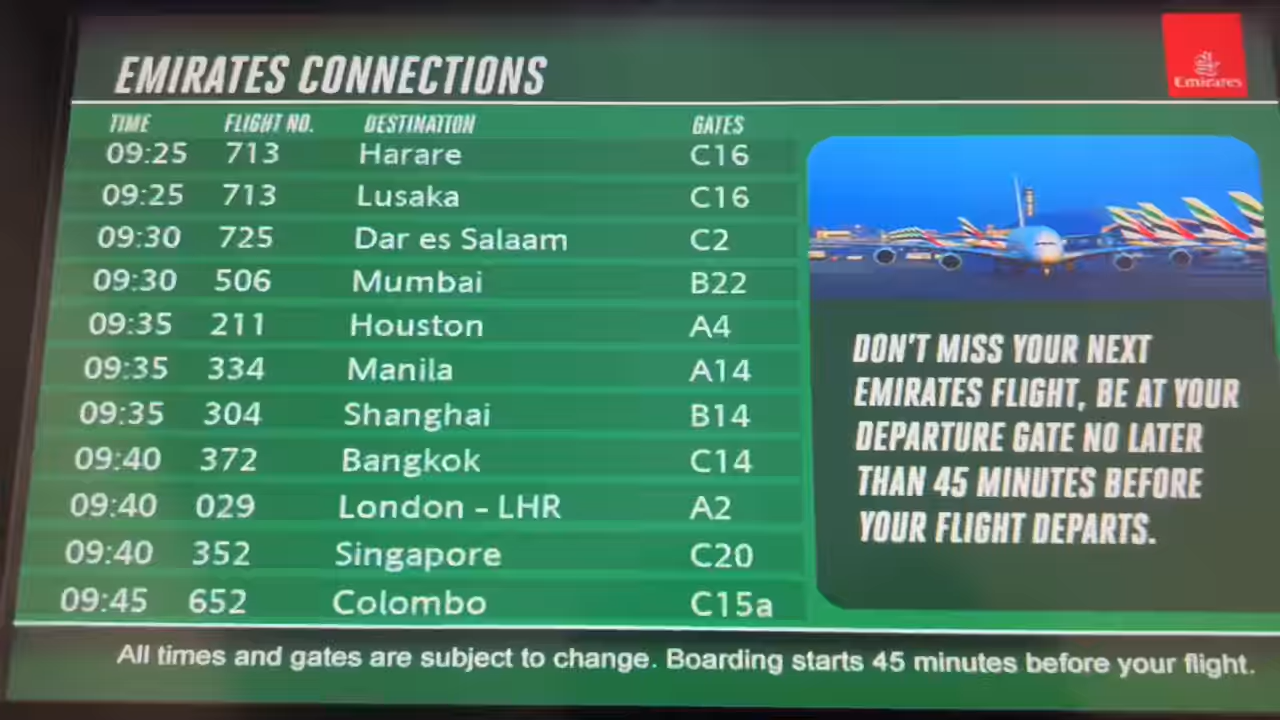 EMIRATES CONNECTIONS
Emirates
TIME FLIGHT NO. DESTINATION GATES
09:25 713 Harare C16
09:25 713 Lusaka C16
09:30 725 Dar es Salaam C2
09:30 506 Mumbai B22
09:35 211 Houston A4
09:35 334 Manila A14
09:35 304 Shanghai B14
09:40 372 Bangkok C14
09:40 029 London - LHR A2
09:40 352 Singapore C20
09:45 652 Colombo C15a
DON'T MISS YOUR NEXT
EMIRATES FLIGHT, BE AT YOUR
DEPARTURE GATE NO LATER
THAN 45 MINUTES BEFORE
YOUR FLIGHT DEPARTS.
All times and gates are subject to change. Boarding starts 45 minutes before your flight.